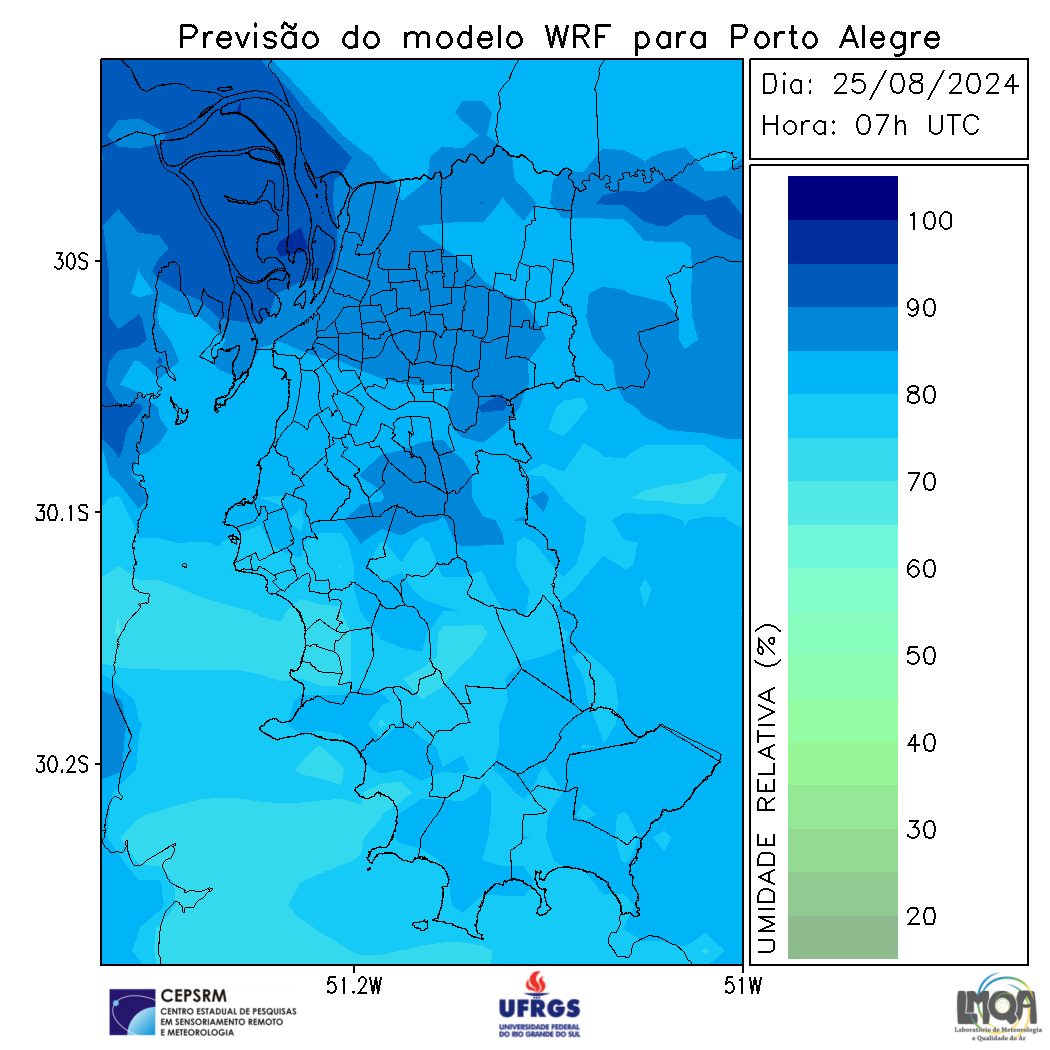 Previsão do modelo WRF para Porto Alegre
Dia: 25/08/2024
Hora: 07h UTC
30S
30.1S
30.2S
51.2W
51W
100
90
80
70
60
50
40
30
20
UMIDADE RELATIVA (%)
CEPSRM
CENTRO ESTADUAL DE PESQUISAS
EM SENSORIAMENTO REMOTO
E METEOROLOGIA
UFRGS
UNIVERSIDADE FEDERAL
DO RIO GRANDE DO SUL
LMQA
Laboratório de Meteorologia
e Qualidade do Ar